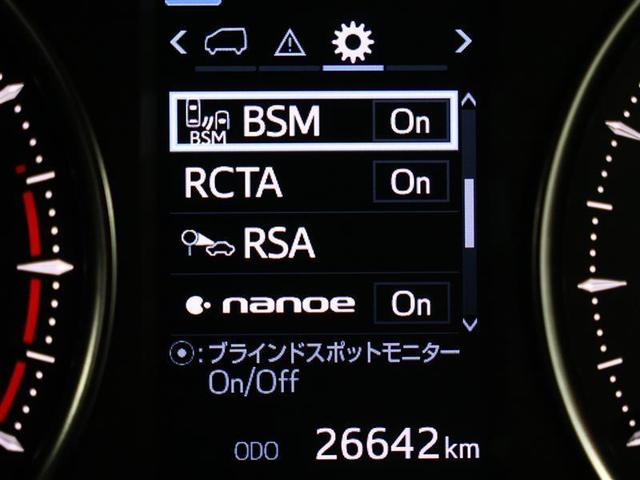 BSM BSM On
RCTA On
RSA
nanoe On
: ブラインドスポットモニター
On/Off
ODO 26642km